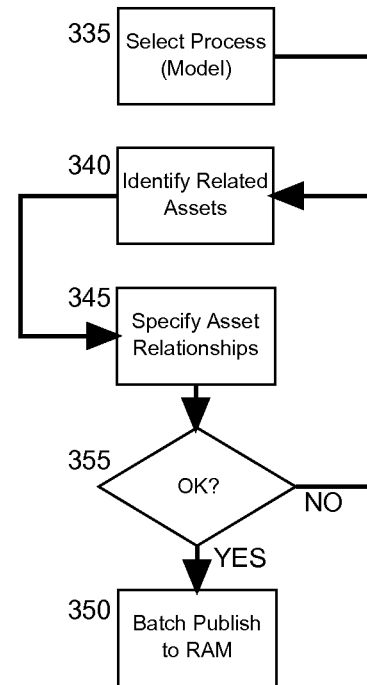 335
Select Process
(Model)
340
Identify Related
Assets
345
Specify Asset
Relationships
355
OK?
NO
YES
350
Batch Publish
to RAM